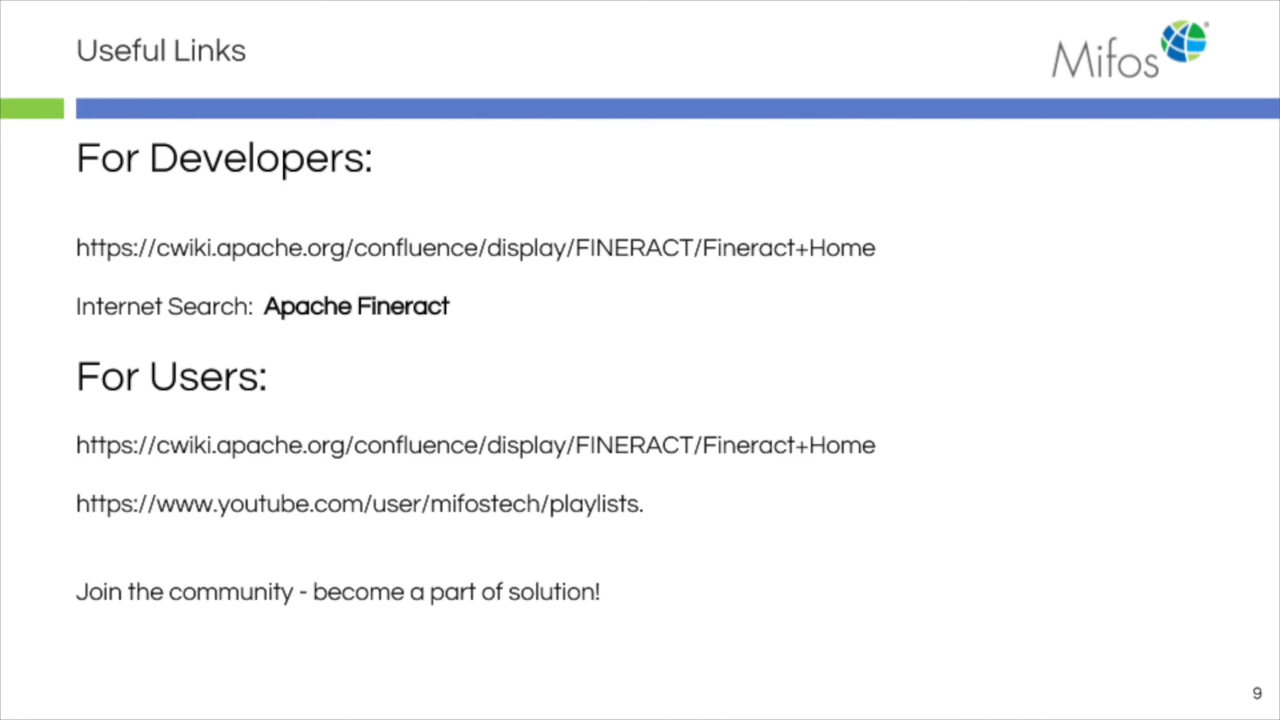 Useful Links
Mifos
For Developers:
https://cwiki.apache.org/confluence/display/FINERACT/Fineract+Home
Internet Search: Apache Fineract
For Users:
https://cwiki.apache.org/confluence/display/FINERACT/Fineract+Home
https://www.youtube.com/user/mifostech/playlists.
Join the community - become a part of solution!
9